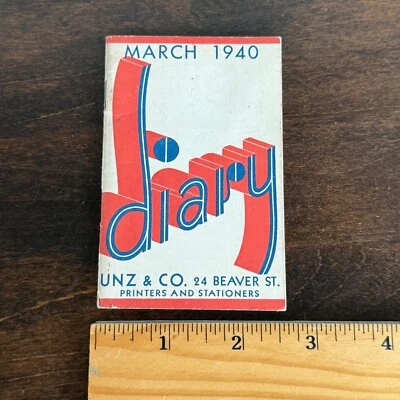 MARCH 1940
diary
UNZ & CO. 24 BEAVER ST.
PRINTERS AND STATIONERS
1 2 3 4